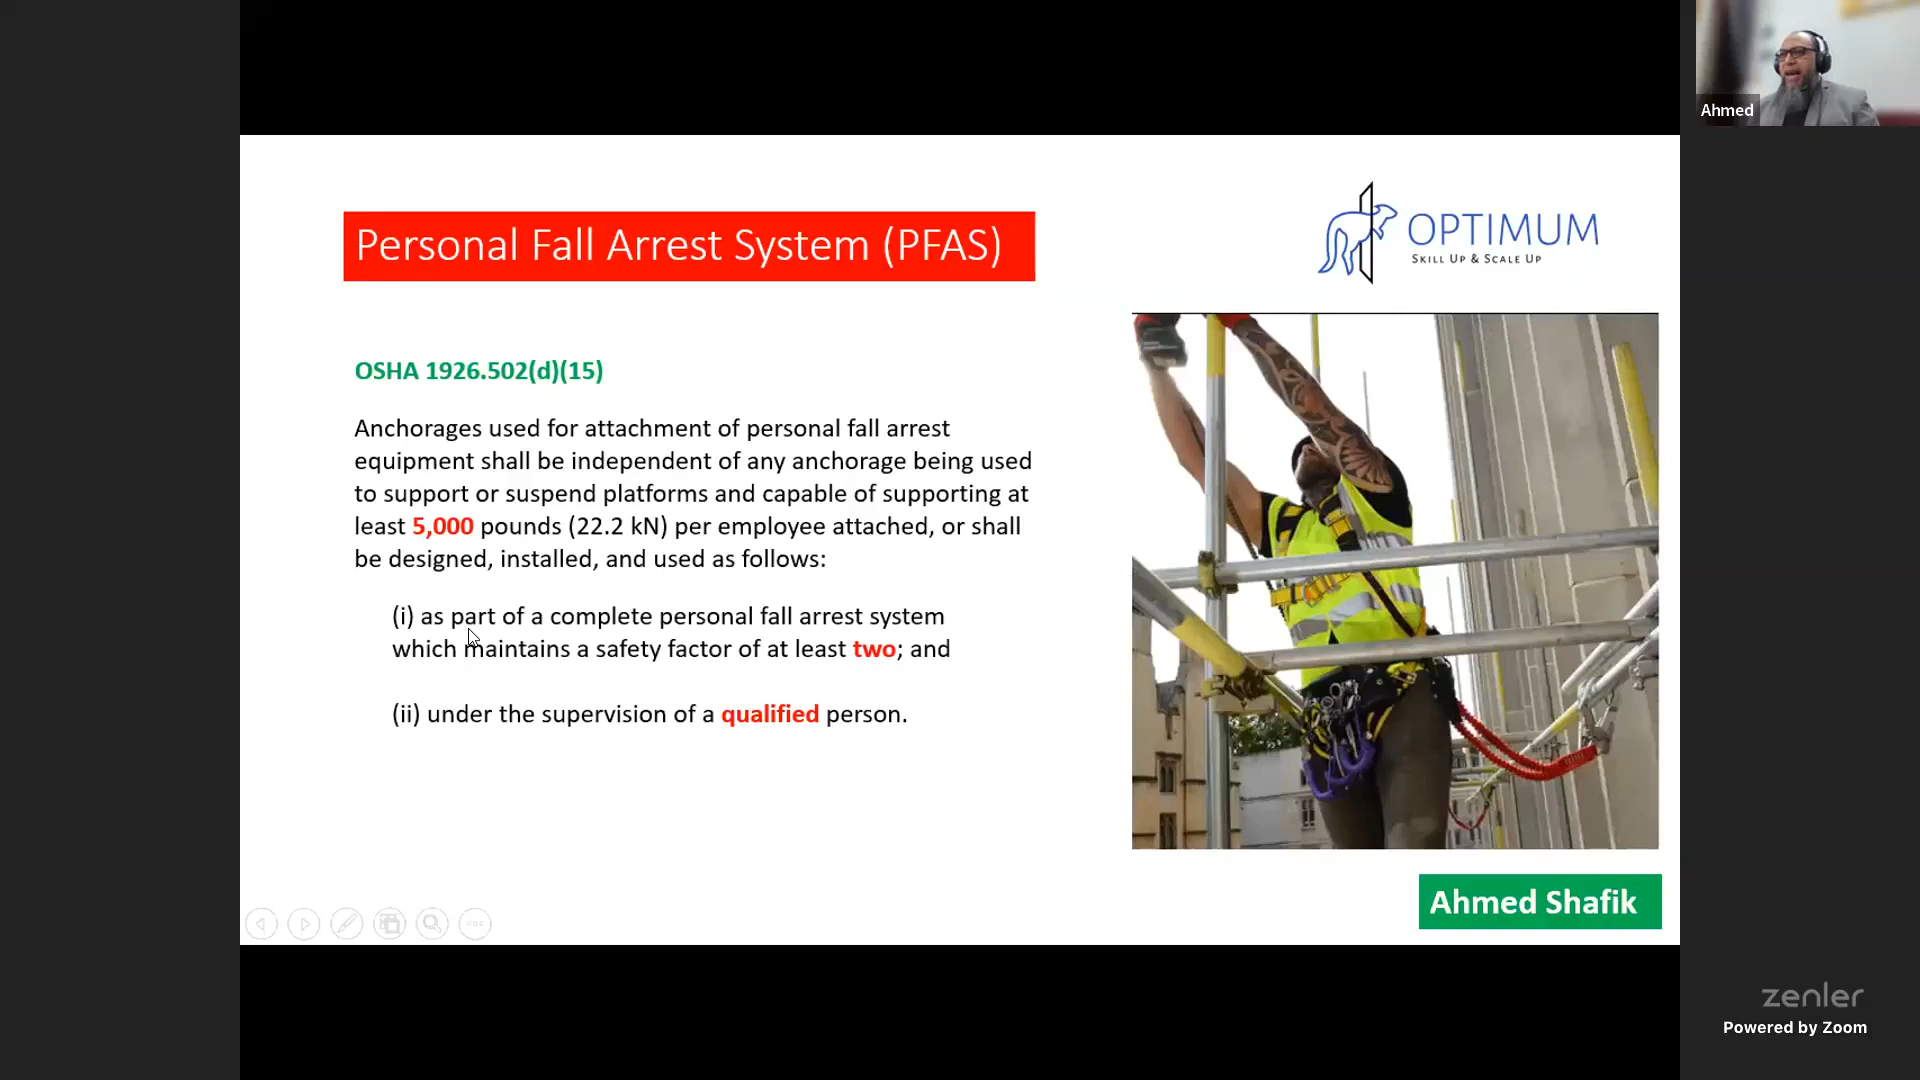 Ahmed
Personal Fall Arrest System (PFAS)
OPTIMUM
SKILL UP & SCALE UP
OSHA 1926.502(d)(15)
Anchorages used for attachment of personal fall arrest
equipment shall be independent of any anchorage being used
to support or suspend platforms and capable of supporting at
least 5,000 pounds (22.2 kN) per employee attached, or shall
be designed, installed, and used as follows:
(i) as part of a complete personal fall arrest system
which maintains a safety factor of at least two; and
(ii) under the supervision of a qualified person.
Ahmed Shafik
zenler
Powered by Zoom